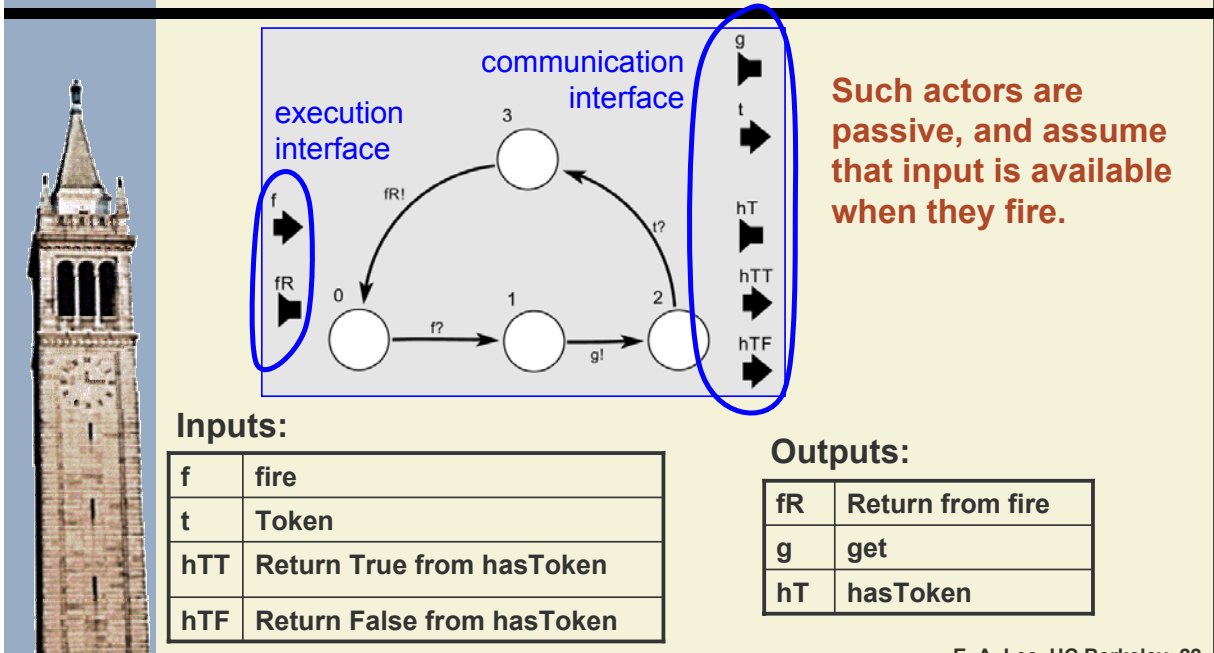 communication
interface
execution
interface
g
t
hT
hTT
hTF
f
fR
3
fR!
t?
0
1
2
f?
g!
Such actors are
passive, and assume
that input is available
when they fire.
Inputs:
f fire
t Token
hTT Return True from hasToken
hTF Return False from hasToken
Outputs:
fR Return from fire
g get
hT hasToken